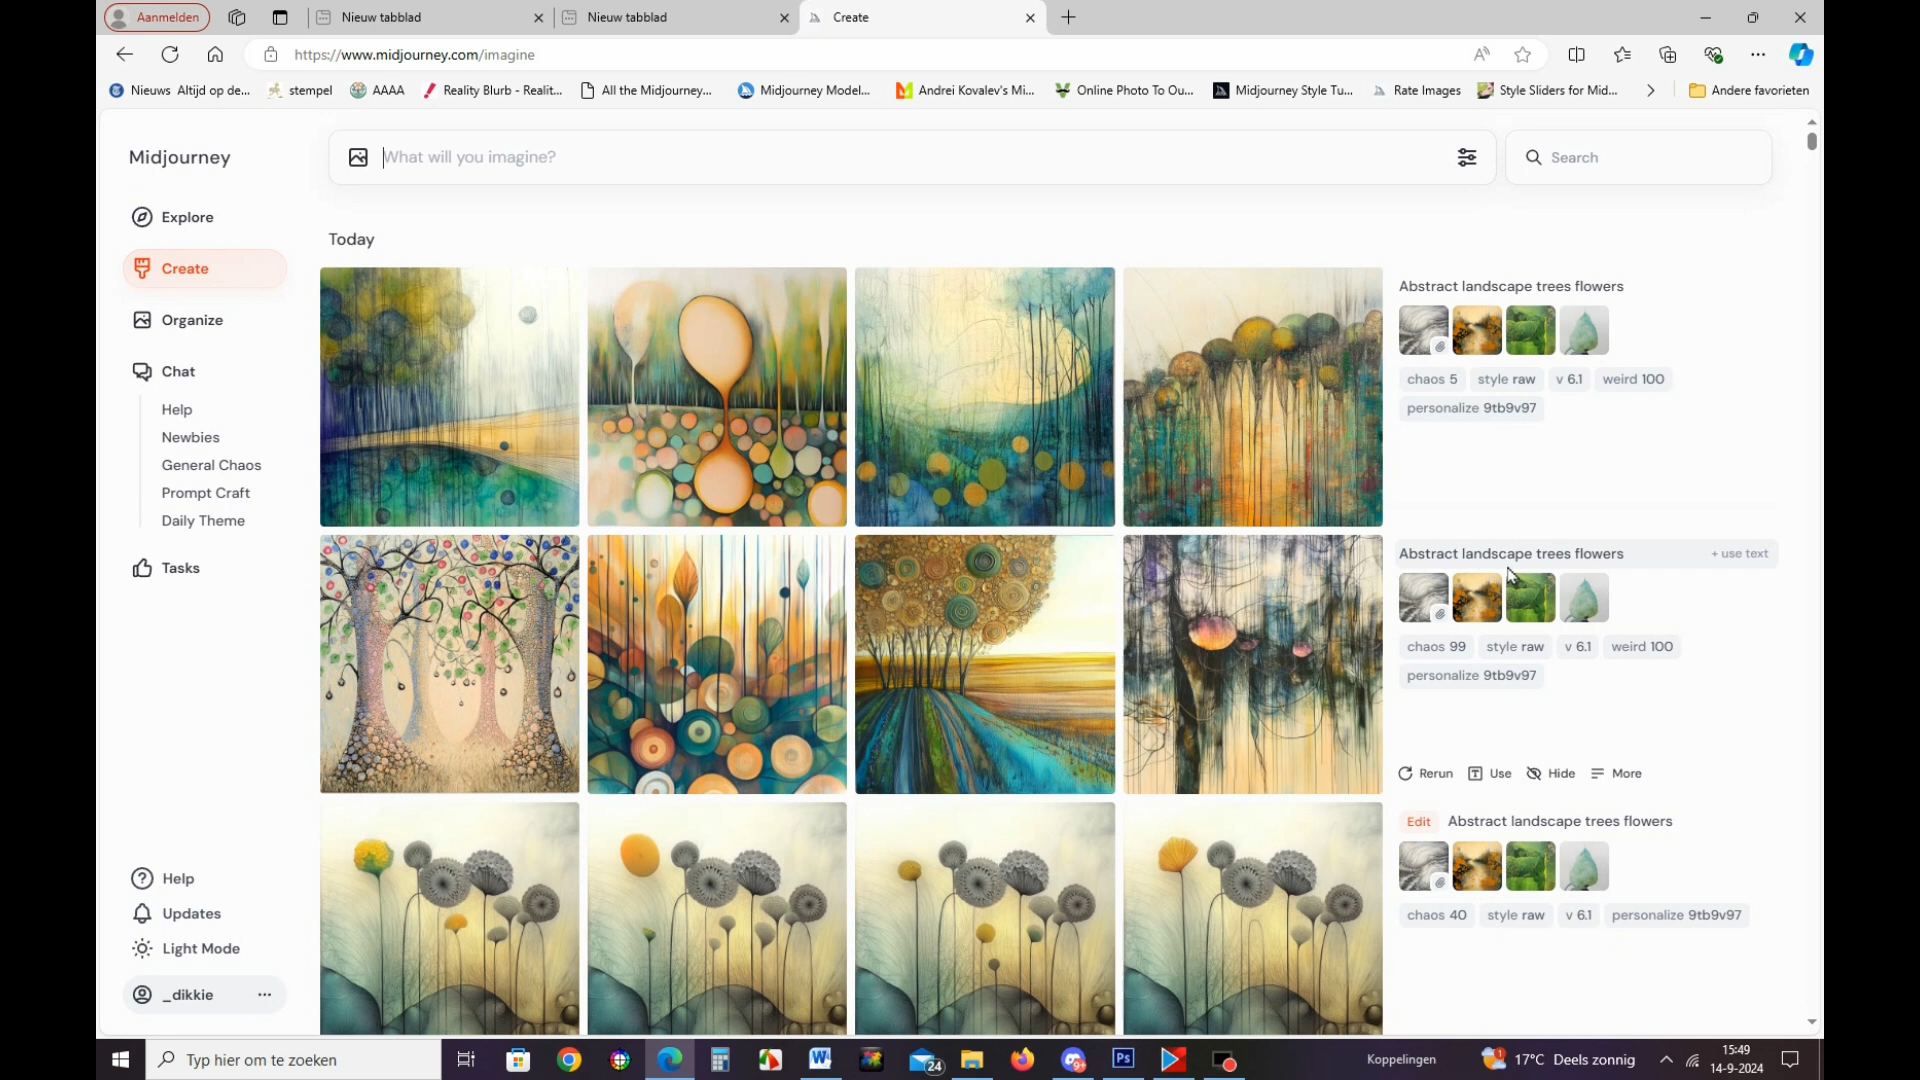 Aanmelden
Nieuw tabblad
Nieuw tabblad
Create
https://www.midjourney.com/imagine
Nieuws Altijd op de...
stempel
AAAA
Reality Blurb - Realit...
All the Midjourney...
Midjourney Model...
Andrei Kovalev's Mi...
Online Photo To Ou...
Midjourney Style Tu...
Rate Images
Style Sliders for Mid...
Andere favorieten
Midjourney
What will you imagine?
Search
Explore
Create
Organize
Chat
Help
Newbies
General Chaos
Prompt Craft
Daily Theme
Tasks
Help
Updates
Light Mode
_dikkie
Today
Abstract landscape trees flowers
chaos 5 style raw v 6.1 weird 100
personalize 9tb9v97
Abstract landscape trees flowers + use text
chaos 99 style raw v 6.1 weird 100
personalize 9tb9v97
Rerun Use Hide More
Edit Abstract landscape trees flowers
chaos 40 style raw v 6.1 personalize 9tb9v97
Typ hier om te zoeken
W
24
9+
Ps
Koppelingen
1
17°C Deels zonnig
15:49
14-9-2024